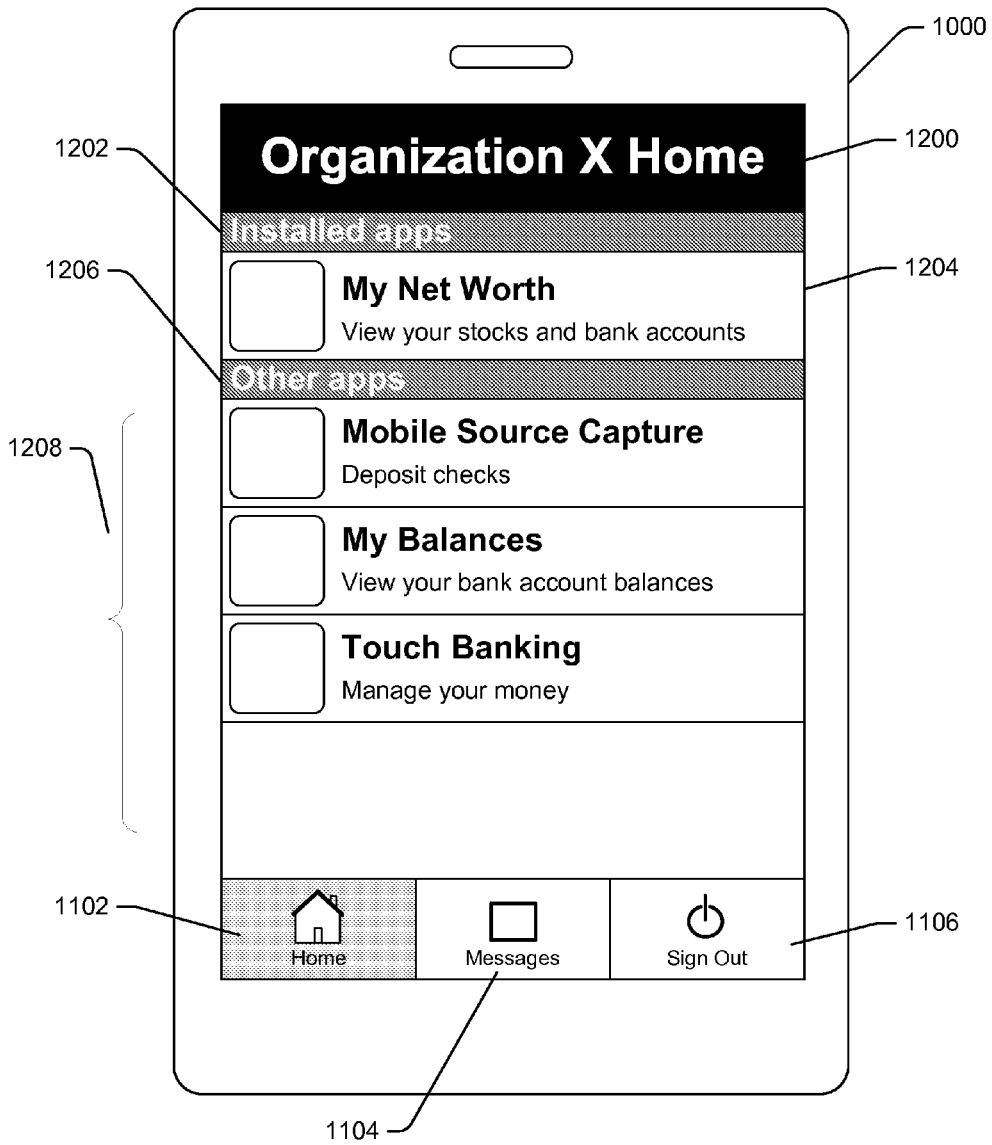 1000
Organization X Home
1200
1202
Installed apps
1206
My Net Worth
1204
View your stocks and bank accounts
Other apps
1208
Mobile Source Capture
Deposit checks
My Balances
View your bank account balances
Touch Banking
Manage your money
1102
Home
Messages
Sign Out
1106
1104